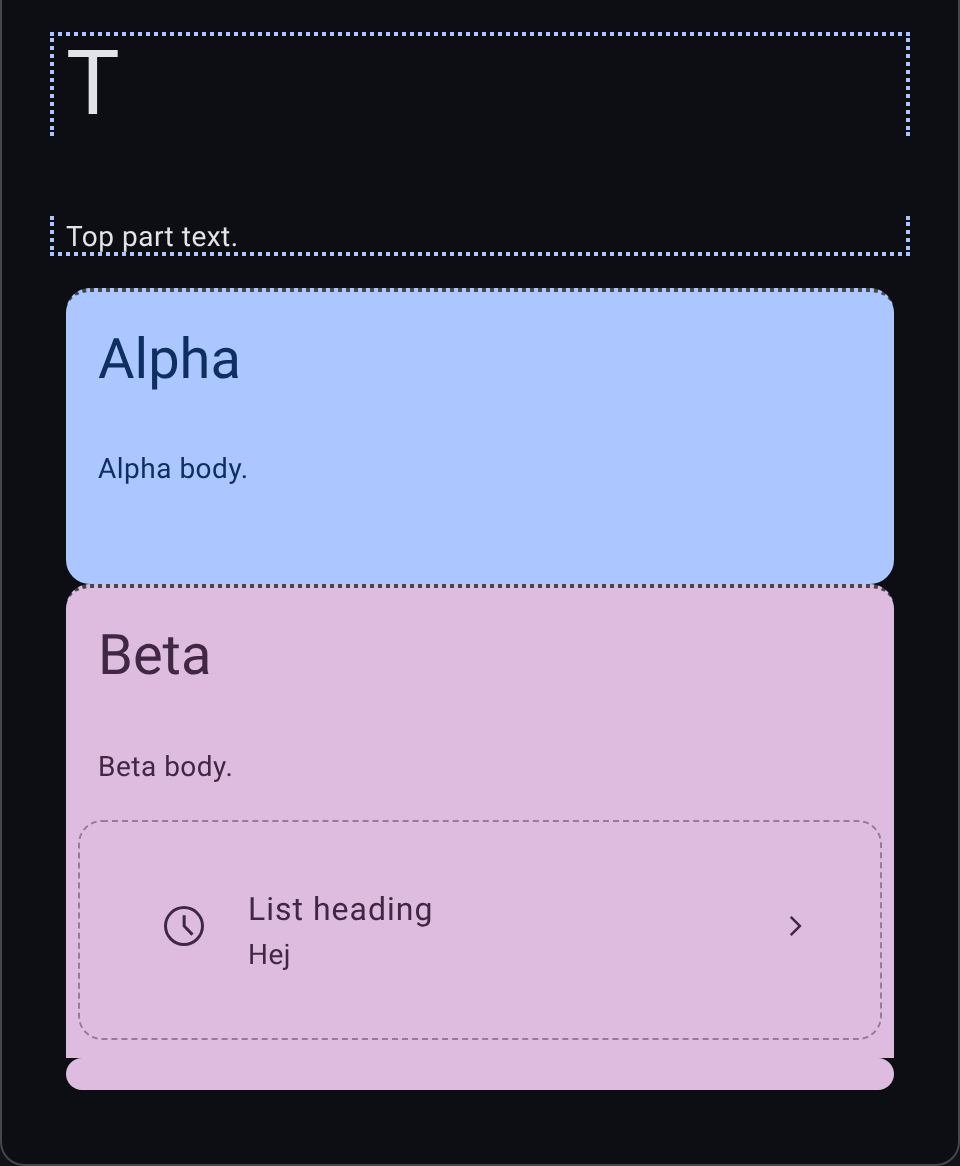 T
Top part text.
Alpha
Alpha body.
Beta
Beta body.
List heading
Hej